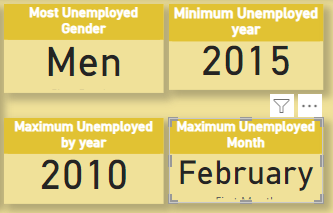 Most Unemployed
Gender
Men
Minimum Unemployed
year
2015
Maximum Unemployed
by year
2010
Maximum Unemployed
Month
February